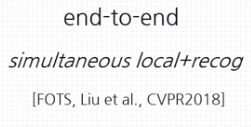 end-to-end
simultaneous local+recog
[FOTS, Liu et al., CVPR2018]